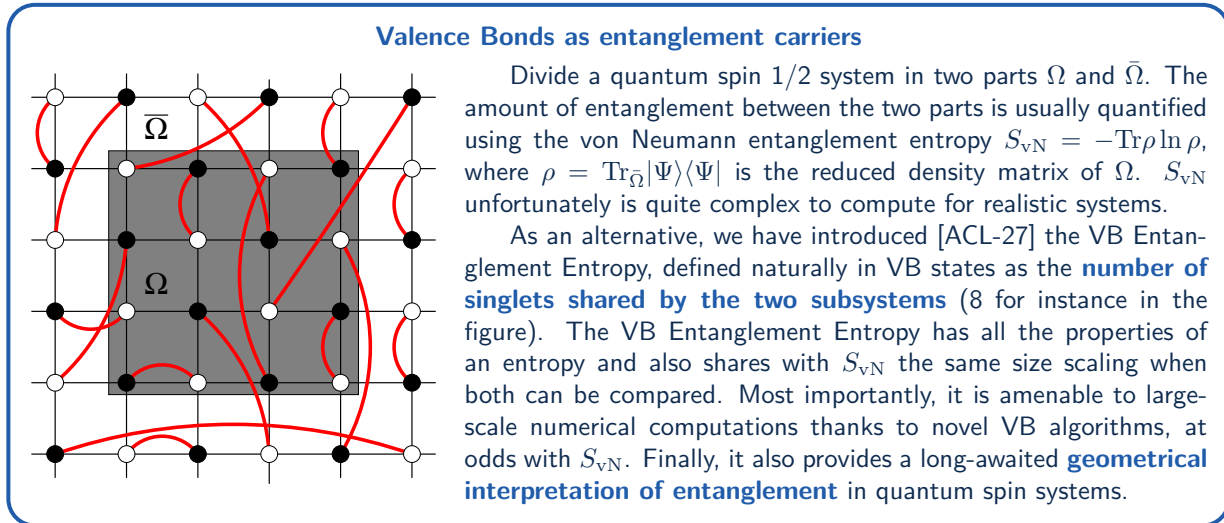 Valence Bonds as entanglement carriers
Ω̅
Ω
Divide a quantum spin 1/2 system in two parts Ω and Ω̄. The
amount of entanglement between the two parts is usually quantified
using the von Neumann entanglement entropy S_vN = −Trρ ln ρ,
where ρ = Tr_Ω̄|Ψ⟩⟨Ψ| is the reduced density matrix of Ω. S_vN
unfortunately is quite complex to compute for realistic systems.
As an alternative, we have introduced [ACL-27] the VB Entan-
glement Entropy, defined naturally in VB states as the number of
singlets shared by the two subsystems (8 for instance in the
figure). The VB Entanglement Entropy has all the properties of
an entropy and also shares with S_vN the same size scaling when
both can be compared. Most importantly, it is amenable to large-
scale numerical computations thanks to novel VB algorithms, at
odds with S_vN. Finally, it also provides a long-awaited geometrical
interpretation of entanglement in quantum spin systems.